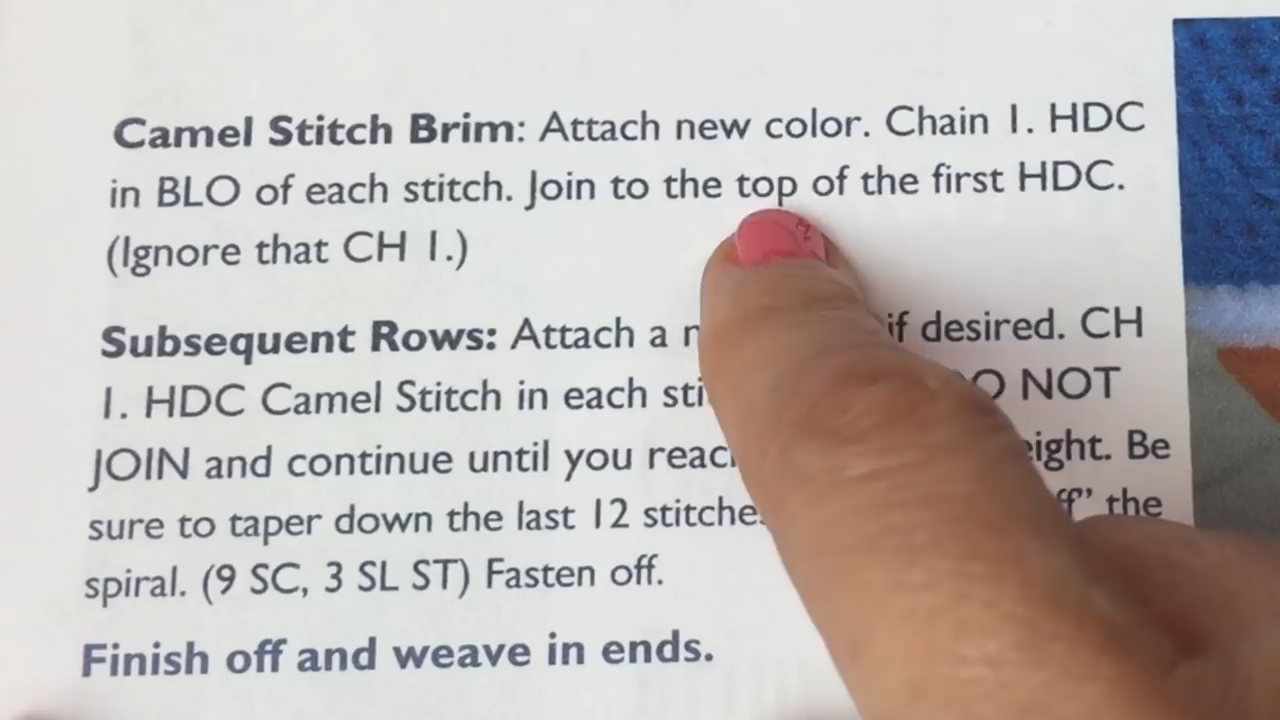 Camel Stitch Brim: Attach new color. Chain 1. HDC
in BLO of each stitch. Join to the top of the first HDC.
(Ignore that CH 1.)
Subsequent Rows: Attach a if desired. CH
1. HDC Camel Stitch in each NOT
JOIN and continue until you Be
sure to taper down the last 12 the
spiral. (9 SC, 3 SL ST) Fasten off.
Finish off and weave in ends.